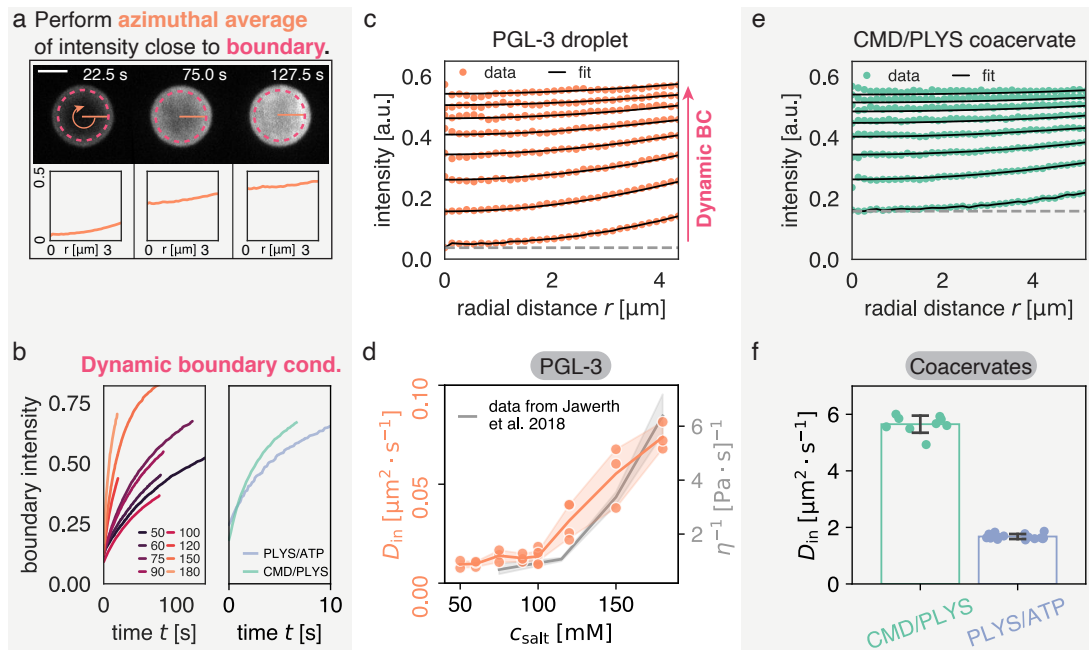 a Perform azimuthal average
of intensity close to boundary.
22.5 s 75.0 s 127.5 s
0.5
0
0 r [μm] 3 0 r [μm] 3 0 r [μm] 3
b Dynamic boundary cond.
boundary intensity
0.75
0.50
0.25
0.00
50 100
60 120
75 150
90 180
PLYS/ATP
CMD/PLYS
0 100 0 10
time t [s] time t [s]
c PGL-3 droplet
data fit
intensity [a.u.]
0.6
0.4
0.2
0.0
0 2 4
radial distance r [μm]
Dynamic BC
d PGL-3
data from Jawerth
et al. 2018
D_in [μm² · s⁻¹]
0.10
0.05
0.00
η⁻¹ [Pa · s]⁻¹
6
4
2
50 100 150
c_salt [mM]
e CMD/PLYS coacervate
data fit
intensity [a.u.]
0.6
0.4
0.2
0.0
0 2 4
radial distance r [μm]
f Coacervates
D_in [μm² · s⁻¹]
8
6
4
2
0
CMD/PLYS PLYS/ATP